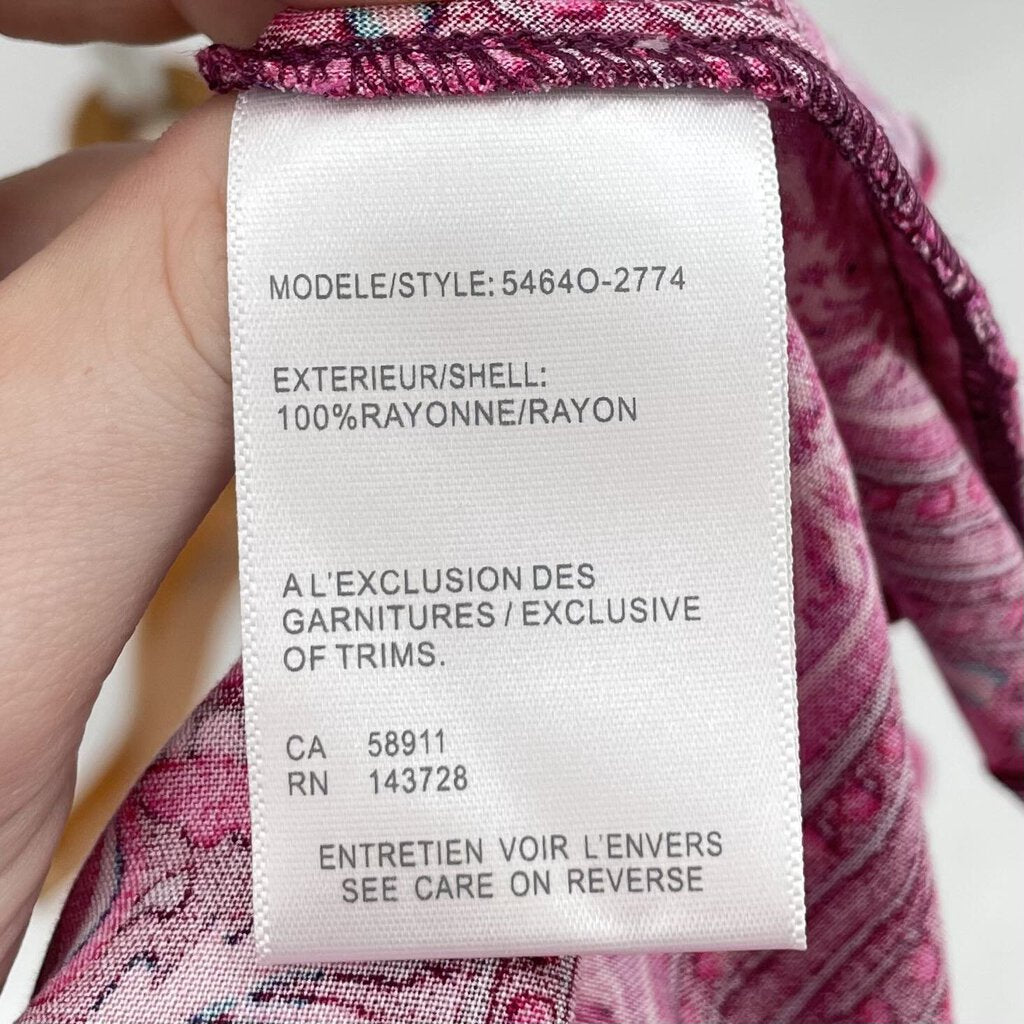 MODELE/STYLE: 5464O-2774
EXTERIEUR/SHELL:
100%RAYONNE/RAYON
A L'EXCLUSION DES
GARNITURES / EXCLUSIVE
OF TRIMS.
CA 58911
RN 143728
ENTRETIEN VOIR L'ENVERS
SEE CARE ON REVERSE